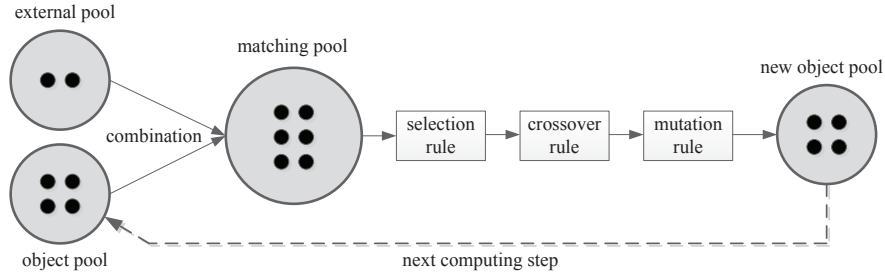 external pool
matching pool
new object pool
combination
selection
rule
crossover
rule
mutation
rule
object pool
next computing step